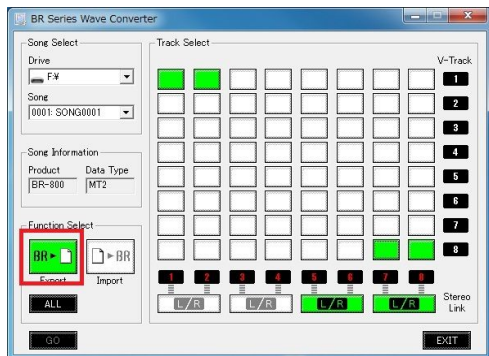 BR Series Wave Converter
Song Select
Drive
F¥
Song
0001: SONG0001
Song Information
Product Data Type
BR-800 MT2
Function Select
BR▸ ▸BR
Export Import
ALL
GO
Track Select
V-Track
1
2
3
4
5
6
7
8
1 2 3 4 5 6 7 8
L/R L/R L/R L/R
Stereo
Link
EXIT